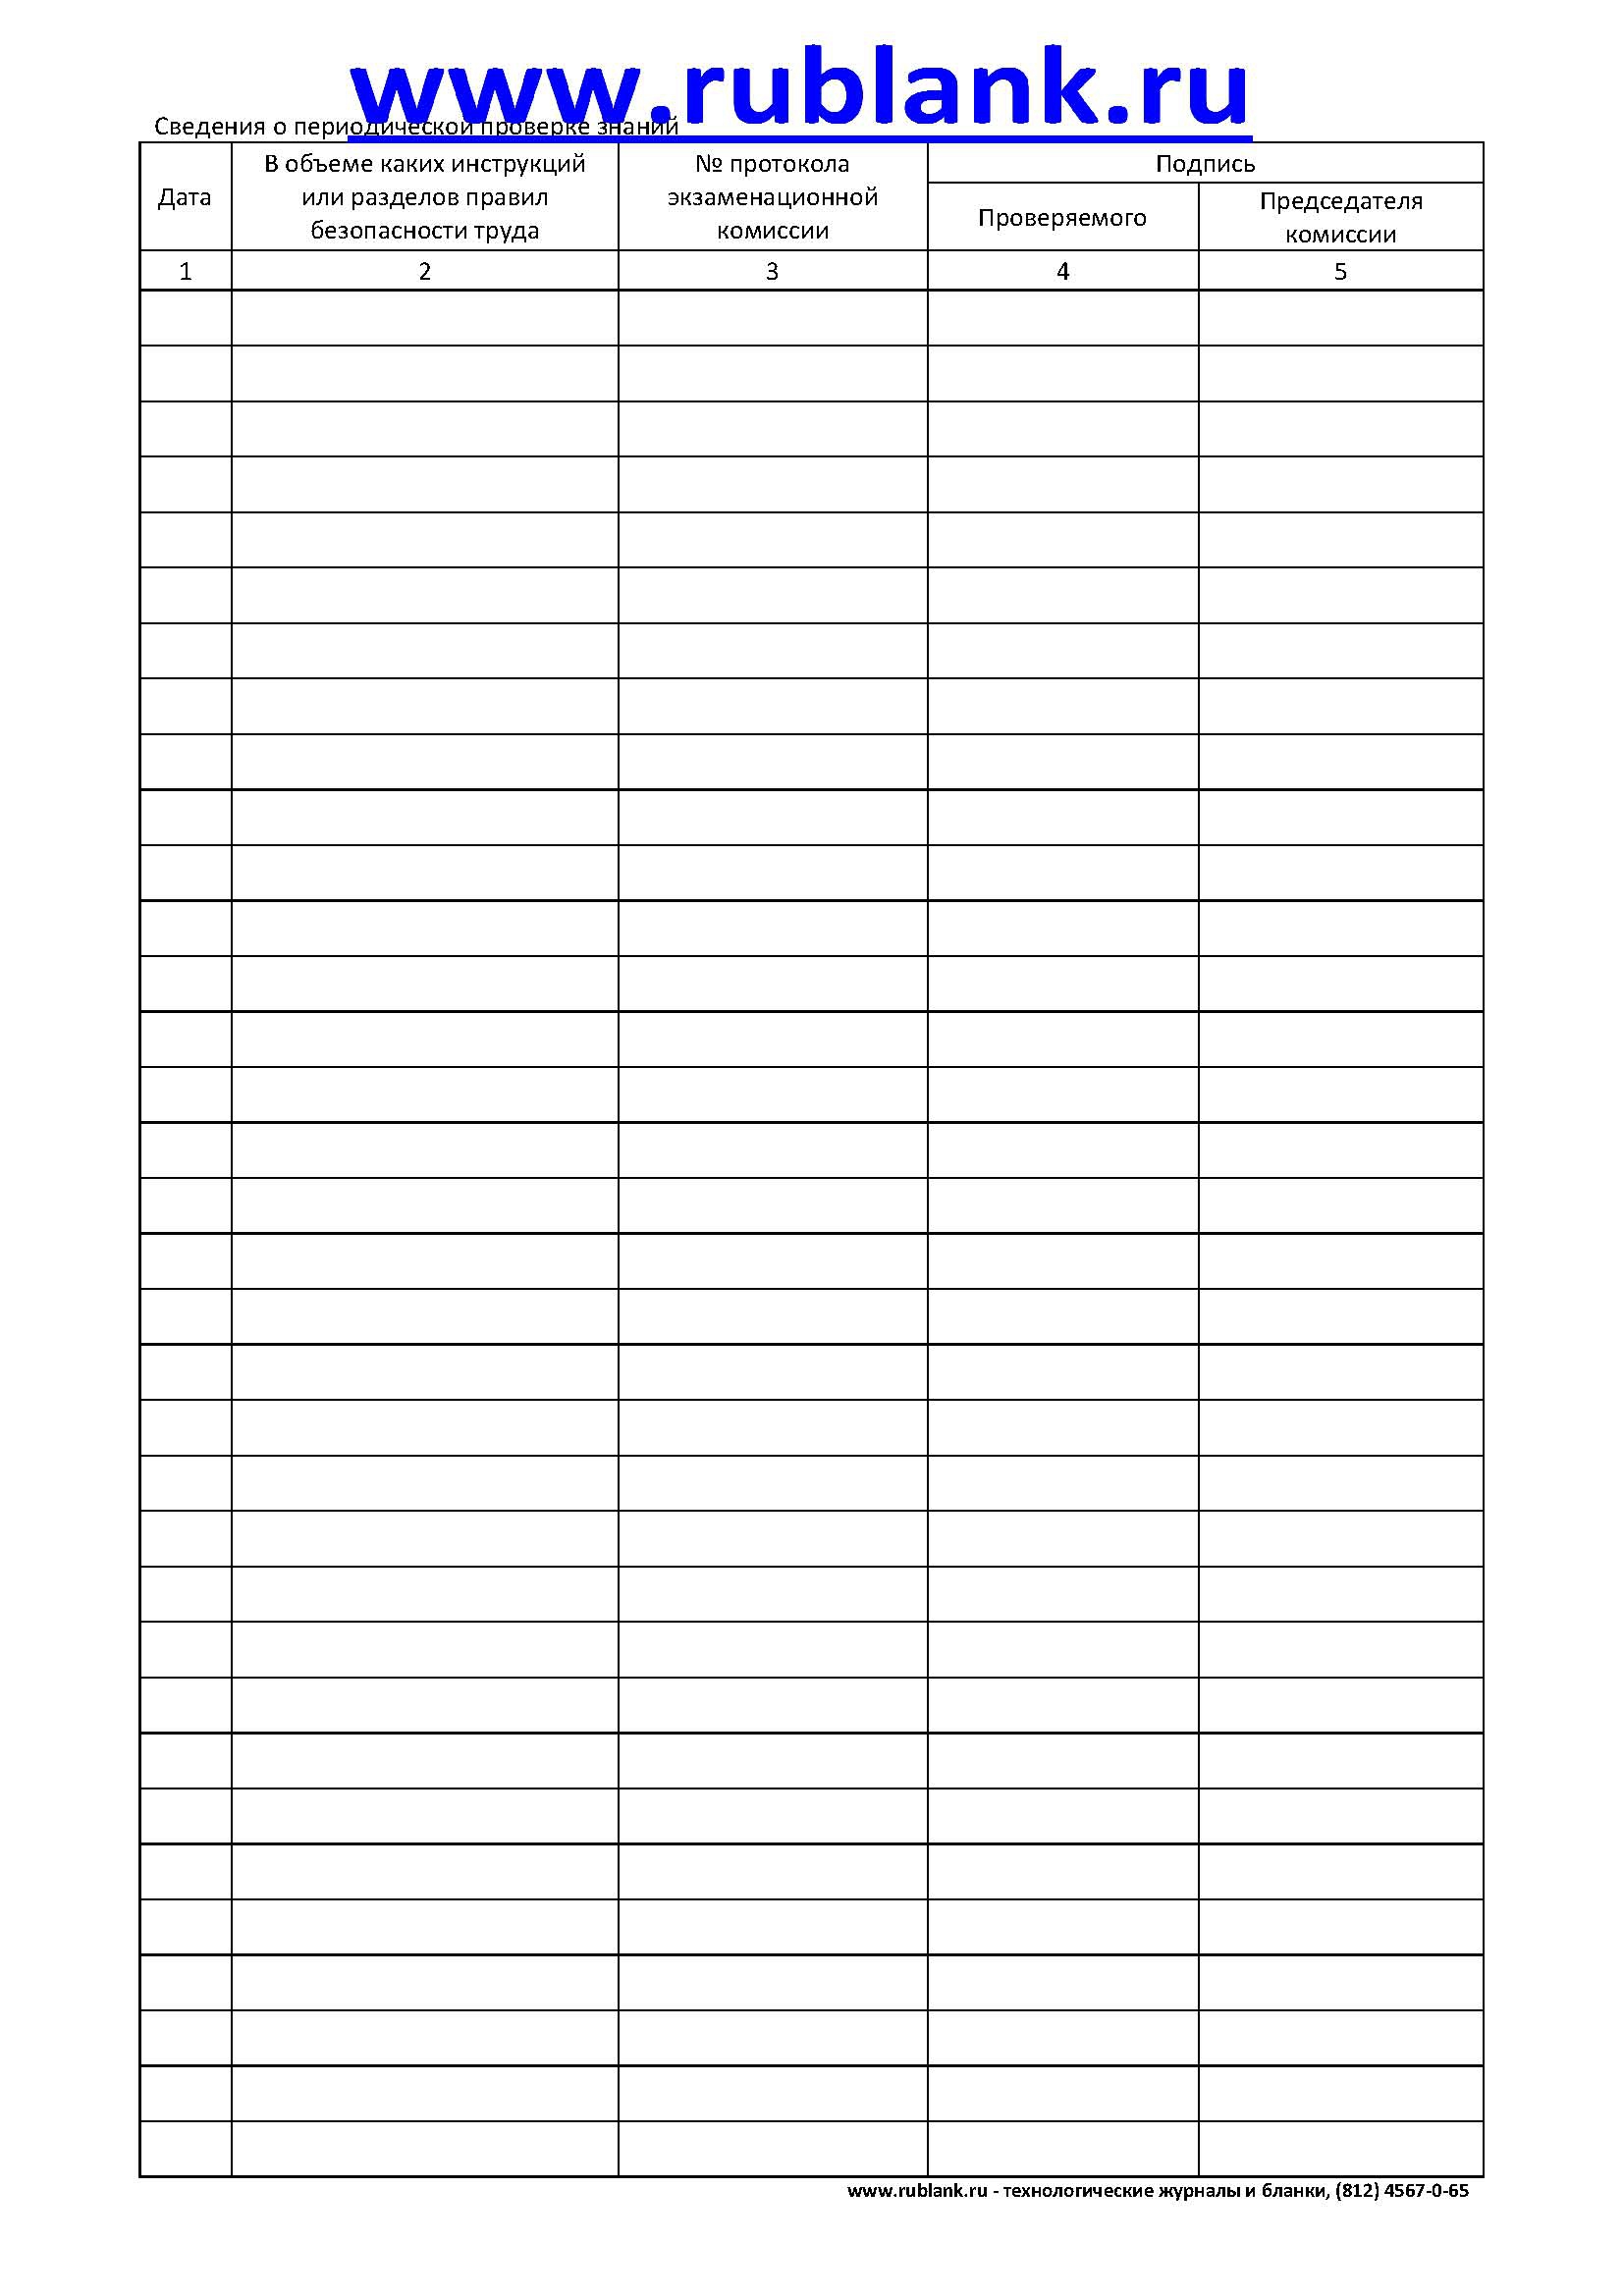 www.rublank.ru
Сведения о периодической проверке знаний
Дата
В объеме каких инструкций
или разделов правил
безопасности труда
№ протокола
экзаменационной
комиссии
Подпись
Проверяемого
Председателя
комиссии
1 2 3 4 5
www.rublank.ru - технологические журналы и бланки, (812) 4567-0-65